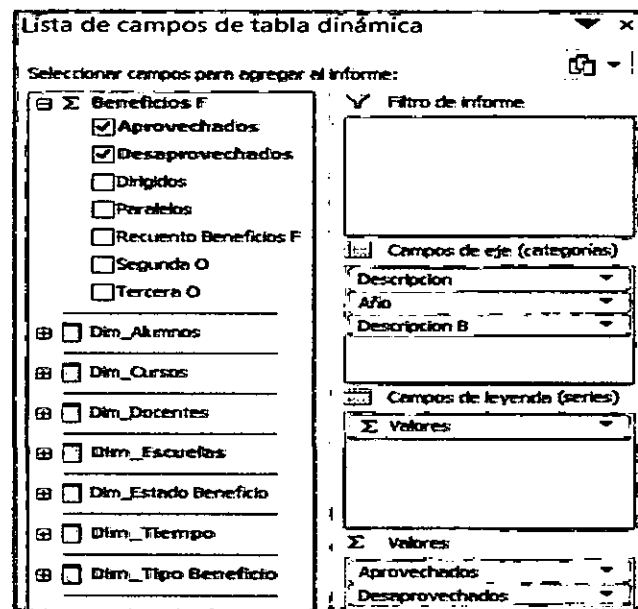 Lista de campos de tabla dinámica
Seleccionar campos para agregar al informe:
Σ Beneficios F
Aprovechados
Desaprovechados
Dirigidos
Paralelos
Recuento Beneficios F
Segunda O
Tercera O
Dim_Alumnos
Dim_Cursos
Dim_Docentes
Dim_Escuelas
Dim_Estado Beneficio
Dim_Tiempo
Dim_Tipo Beneficio
Filtro de informe
Campos de eje (categorías)
Descripcion
Año
Descripcion B
Campos de leyenda (series)
Σ Valores
Σ Valores
Aprovechados
Desaprovechados